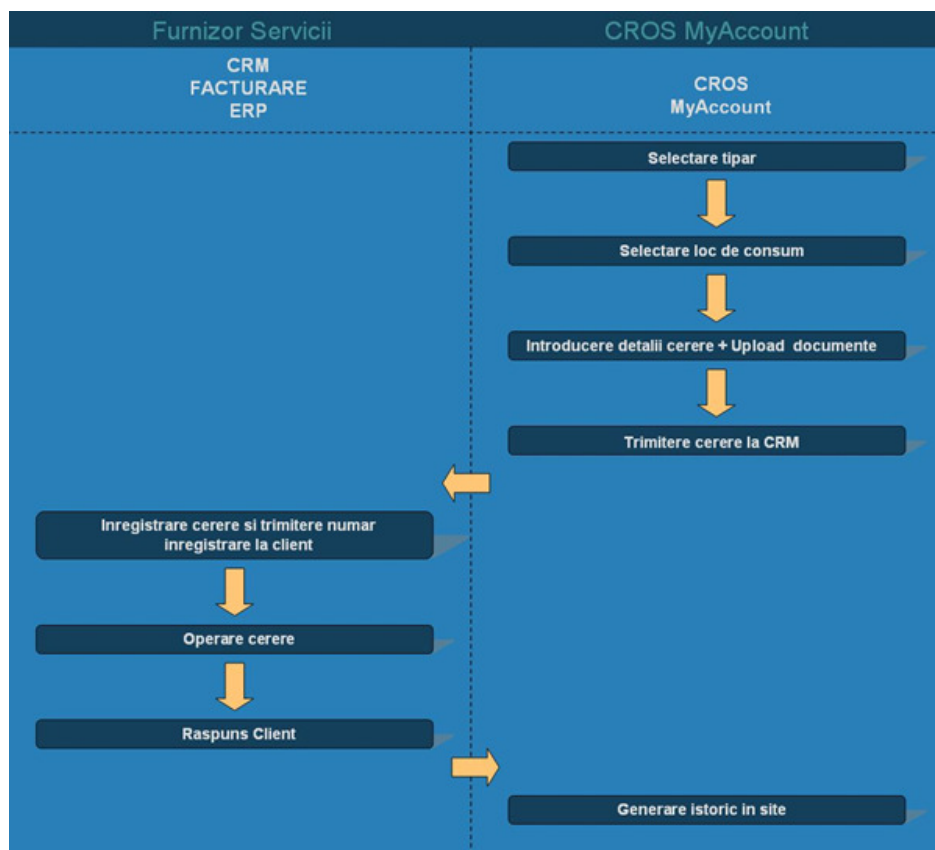 Furnizor Servicii
CROS MyAccount
CRM
FACTURARE
ERP
CROS
MyAccount
Selectare tipar
Selectare loc de consum
Introducere detalii cerere + Upload documente
Trimitere cerere la CRM
Inregistrare cerere si trimitere numar
inregistrare la client
Operare cerere
Raspuns Client
Generare istoric in site